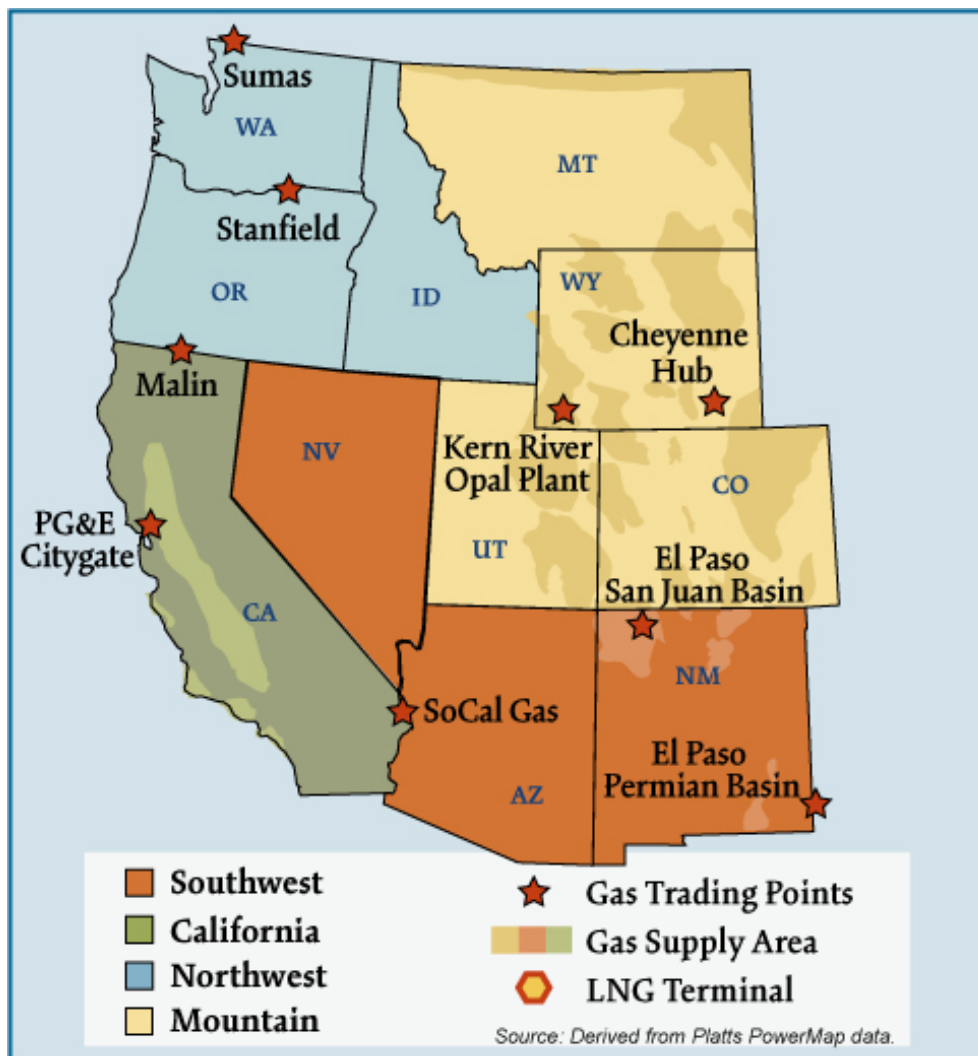 Sumas
WA
MT
Stanfield
OR
ID
WY
Cheyenne
Hub
Malin
NV
Kern River
Opal Plant
CO
PG&E
Citygate
UT
El Paso
San Juan Basin
CA
NM
SoCal Gas
El Paso
Permian Basin
AZ
Southwest
California
Northwest
Mountain
Gas Trading Points
Gas Supply Area
LNG Terminal
Source: Derived from Platts PowerMap data.